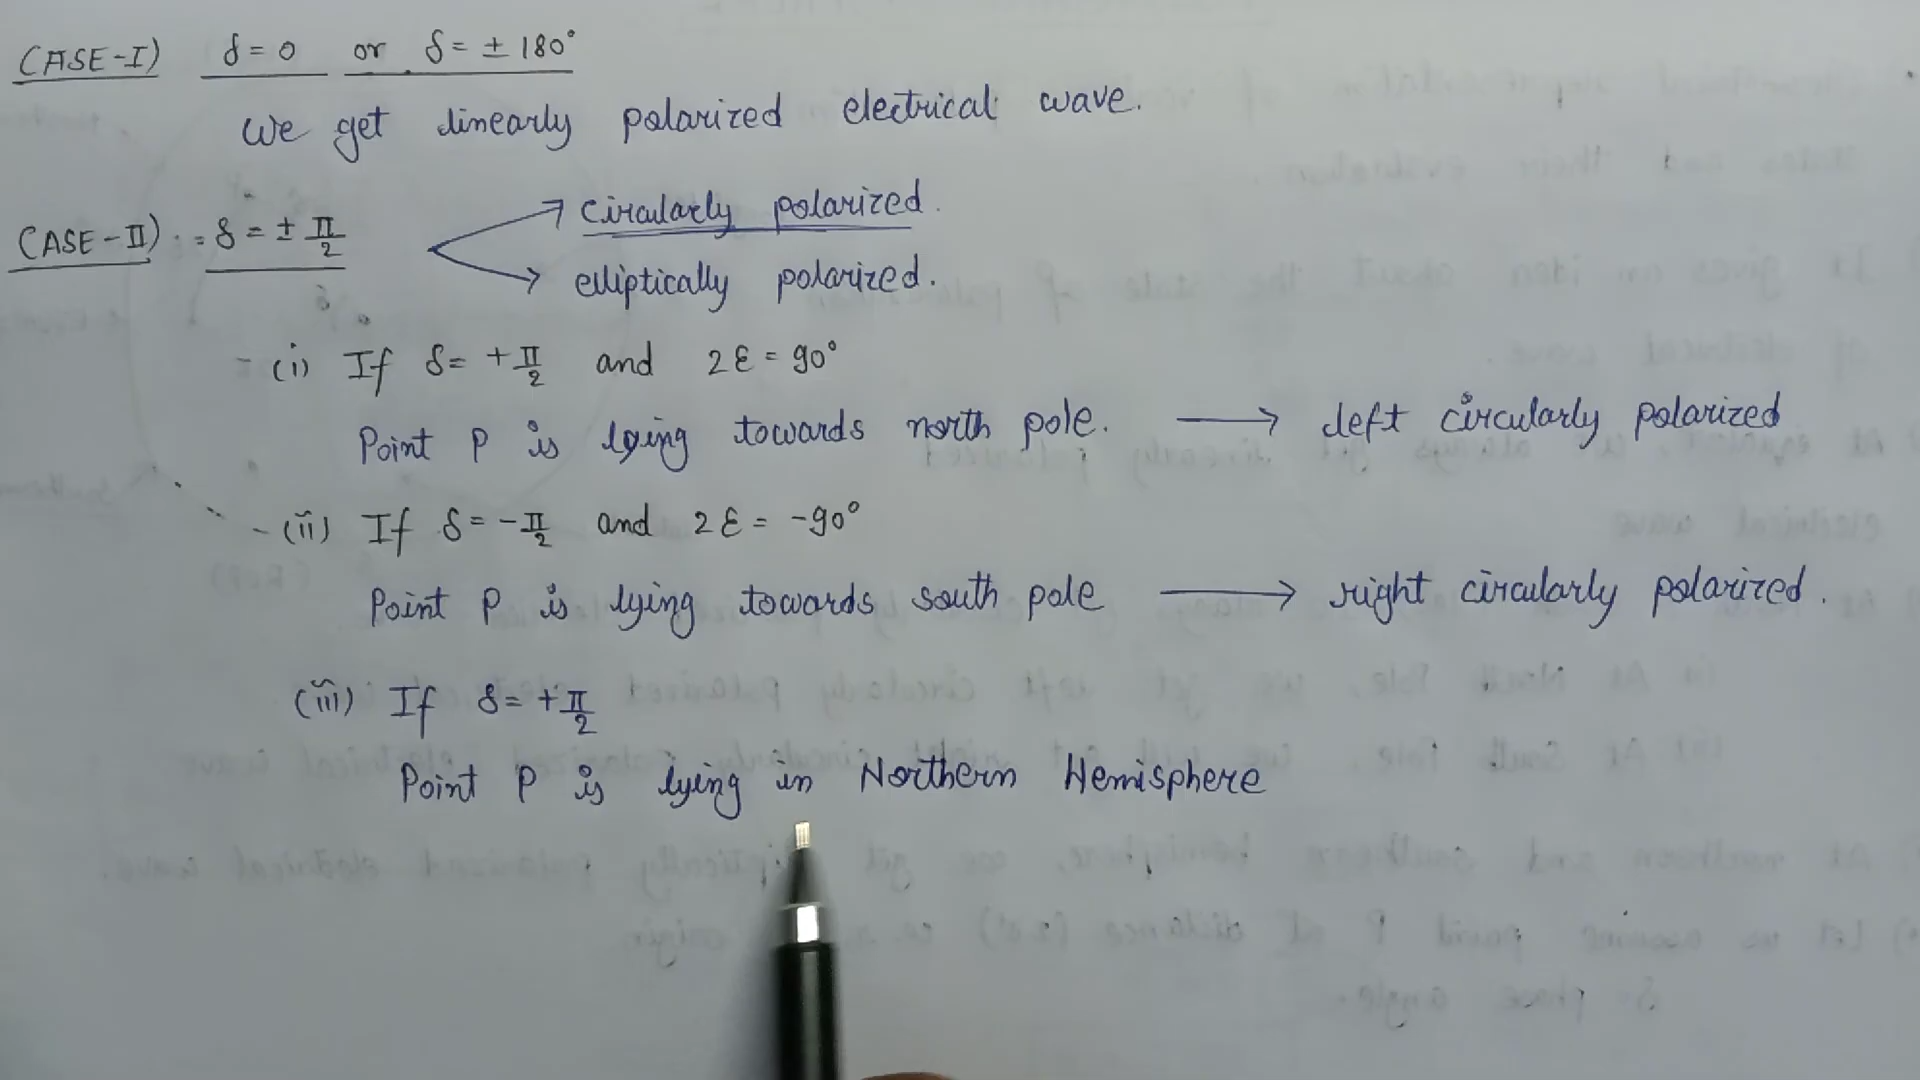 CASE-I) δ = 0 or δ = ± 180°
We get linearly polarized electrical wave.
CASE-II) :- δ = ± π/2 → circularly polarized.
→ elliptically polarized.
(i) If δ = + π/2 and 2ε = 90°
Point P is lying towards north pole. → left circularly polarized
(ii) If δ = - π/2 and 2ε = -90°
Point P is lying towards south pole → right circularly polarized.
(iii) If δ = + π/2
Point P is lying in Northern Hemisphere